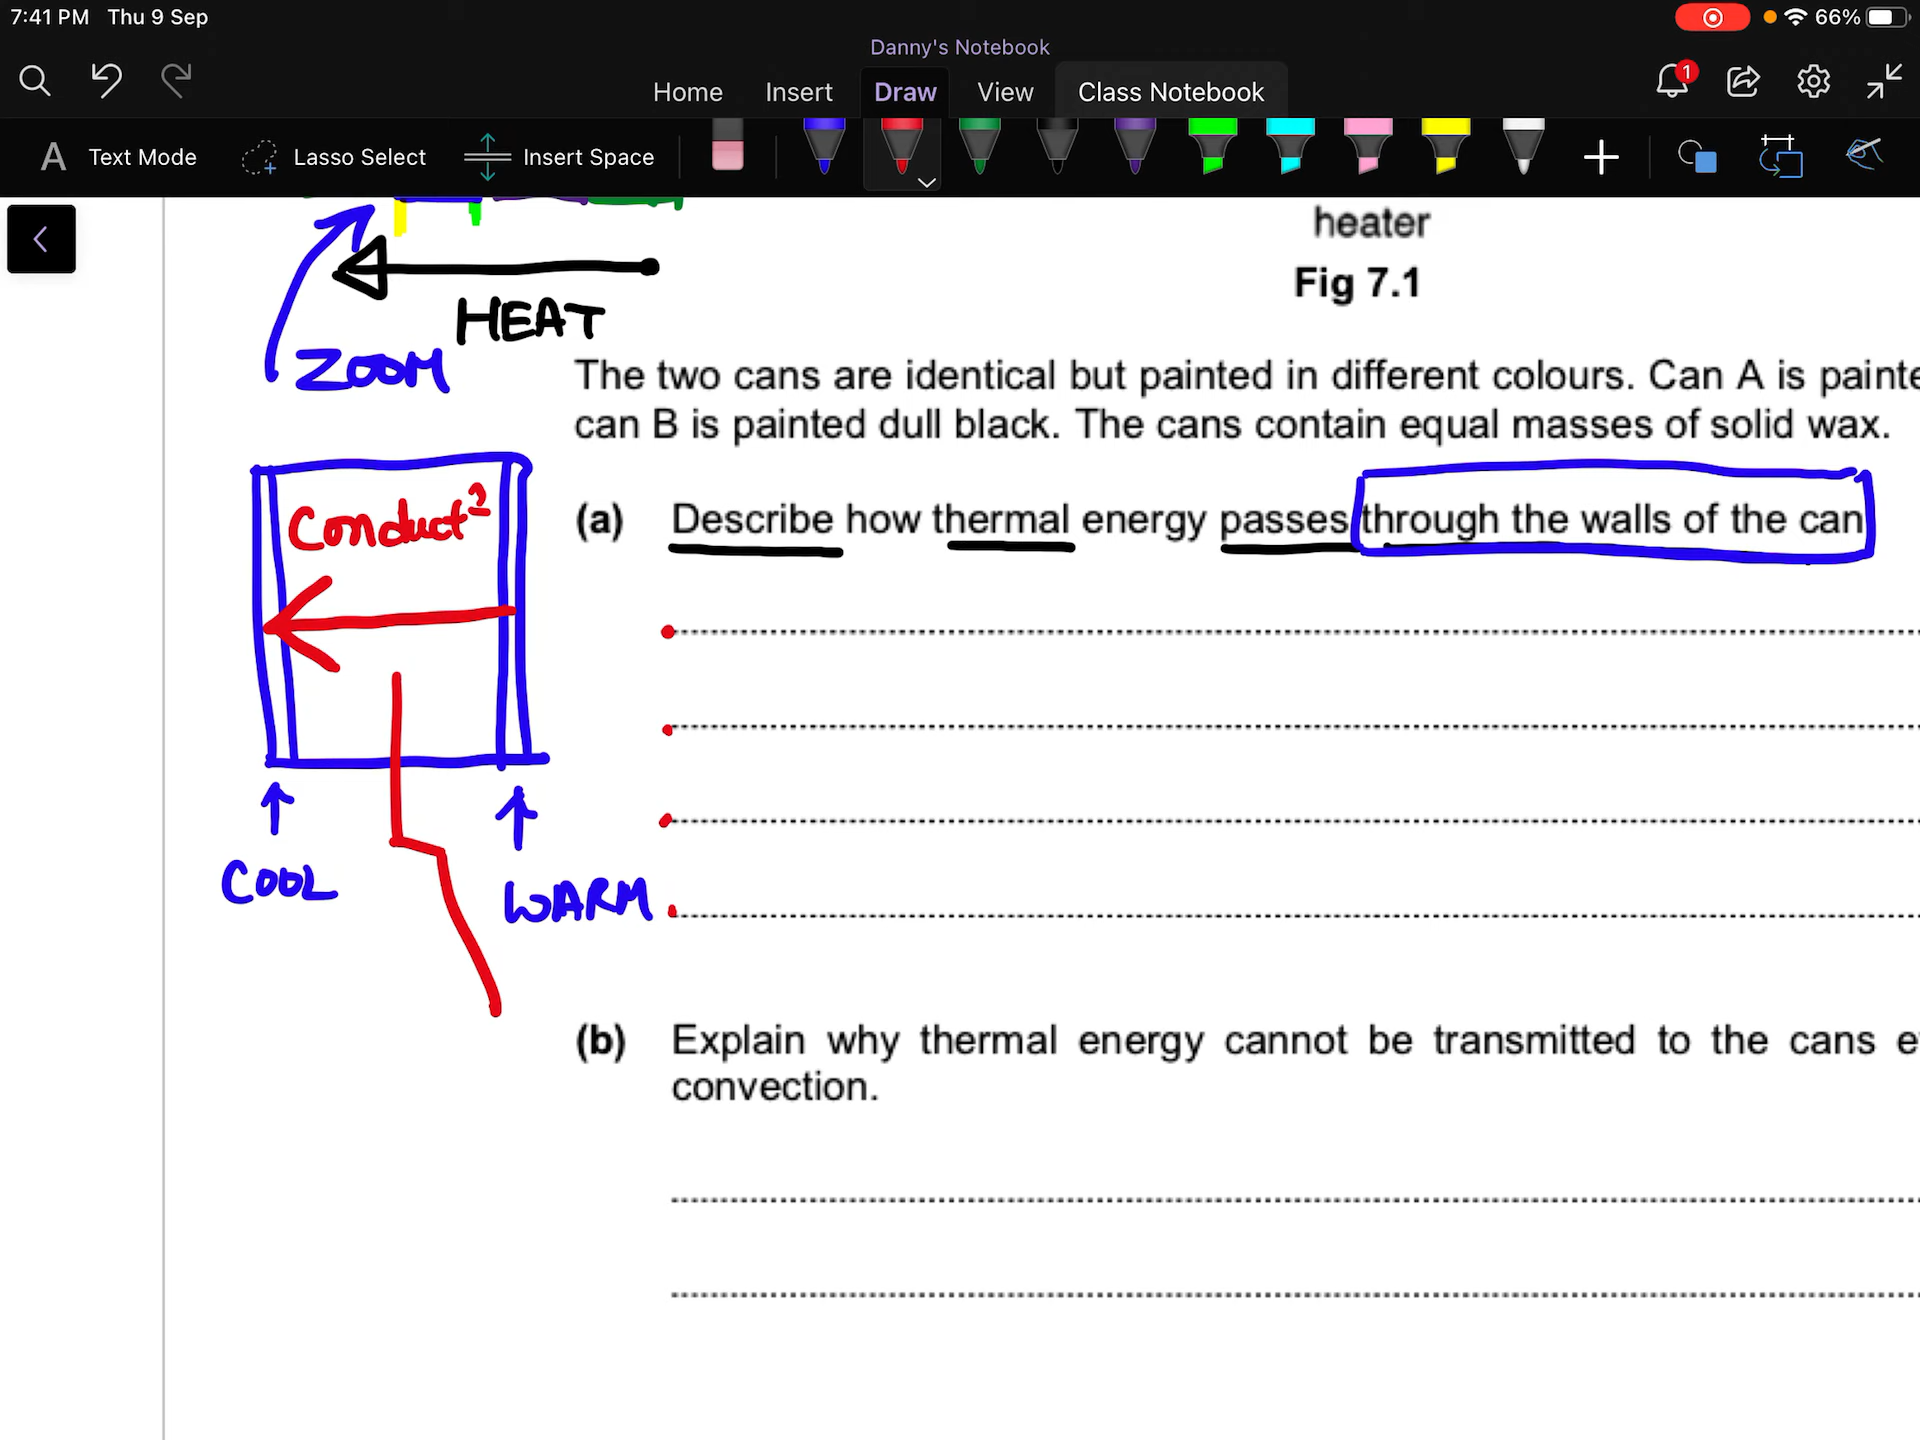 7:41 PM Thu 9 Sep
66%
Danny's Notebook
1
Home Insert Draw View Class Notebook
A Text Mode Lasso Select Insert Space
heater
Fig 7.1
HEAT
ZOOM
The two cans are identical but painted in different colours. Can A is painte
can B is painted dull black. The cans contain equal masses of solid wax.
Conduct
(a) Describe how thermal energy passes through the walls of the can
COOL
WARM
(b) Explain why thermal energy cannot be transmitted to the cans e
convection.